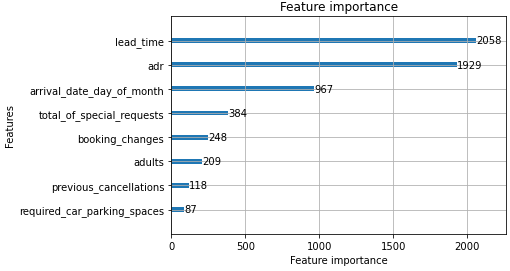 Feature importance
lead_time 2058
adr 1929
arrival_date_day_of_month 967
total_of_special_requests 384
booking_changes 248
adults 209
previous_cancellations 118
required_car_parking_spaces 87
Features
0 500 1000 1500 2000
Feature importance